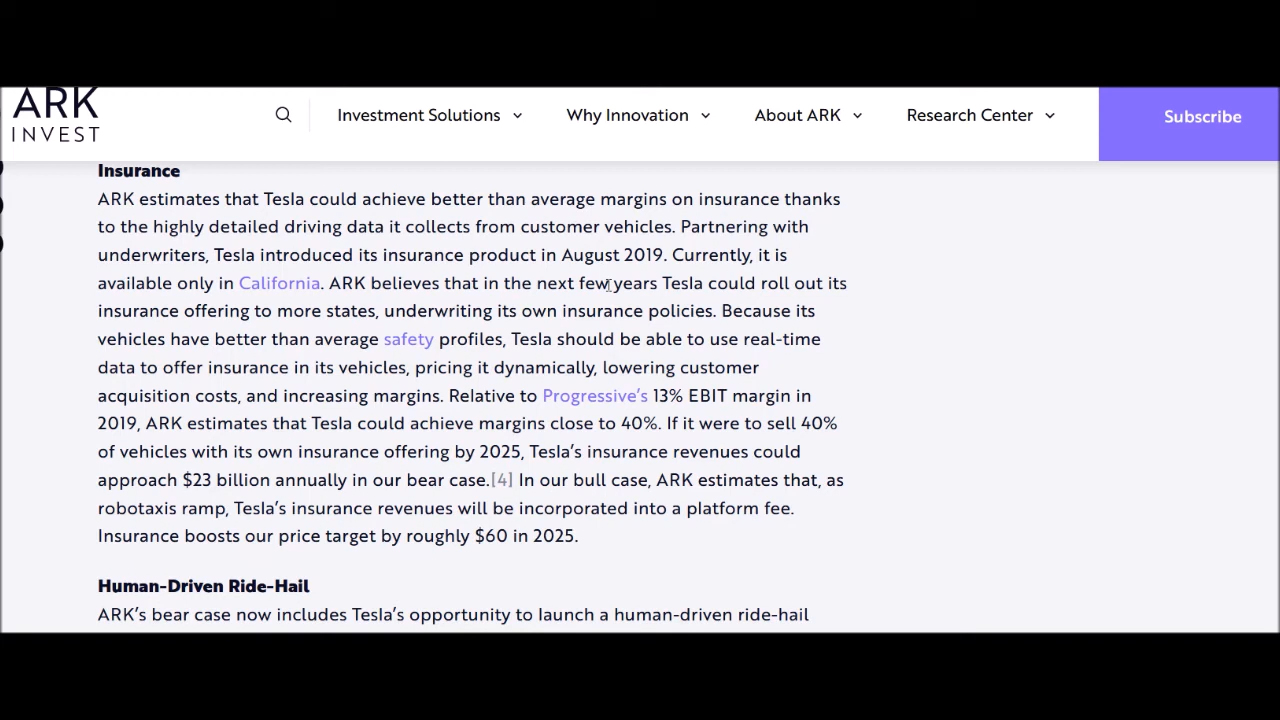 ARK
INVEST
Investment Solutions
Why Innovation
About ARK
Research Center
Subscribe
Insurance
ARK estimates that Tesla could achieve better than average margins on insurance thanks
to the highly detailed driving data it collects from customer vehicles. Partnering with
underwriters, Tesla introduced its insurance product in August 2019. Currently, it is
available only in California. ARK believes that in the next few years Tesla could roll out its
insurance offering to more states, underwriting its own insurance policies. Because its
vehicles have better than average safety profiles, Tesla should be able to use real-time
data to offer insurance in its vehicles, pricing it dynamically, lowering customer
acquisition costs, and increasing margins. Relative to Progressive’s 13% EBIT margin in
2019, ARK estimates that Tesla could achieve margins close to 40%. If it were to sell 40%
of vehicles with its own insurance offering by 2025, Tesla’s insurance revenues could
approach $23 billion annually in our bear case.[4] In our bull case, ARK estimates that, as
robotaxis ramp, Tesla’s insurance revenues will be incorporated into a platform fee.
Insurance boosts our price target by roughly $60 in 2025.
Human-Driven Ride-Hail
ARK’s bear case now includes Tesla’s opportunity to launch a human-driven ride-hail